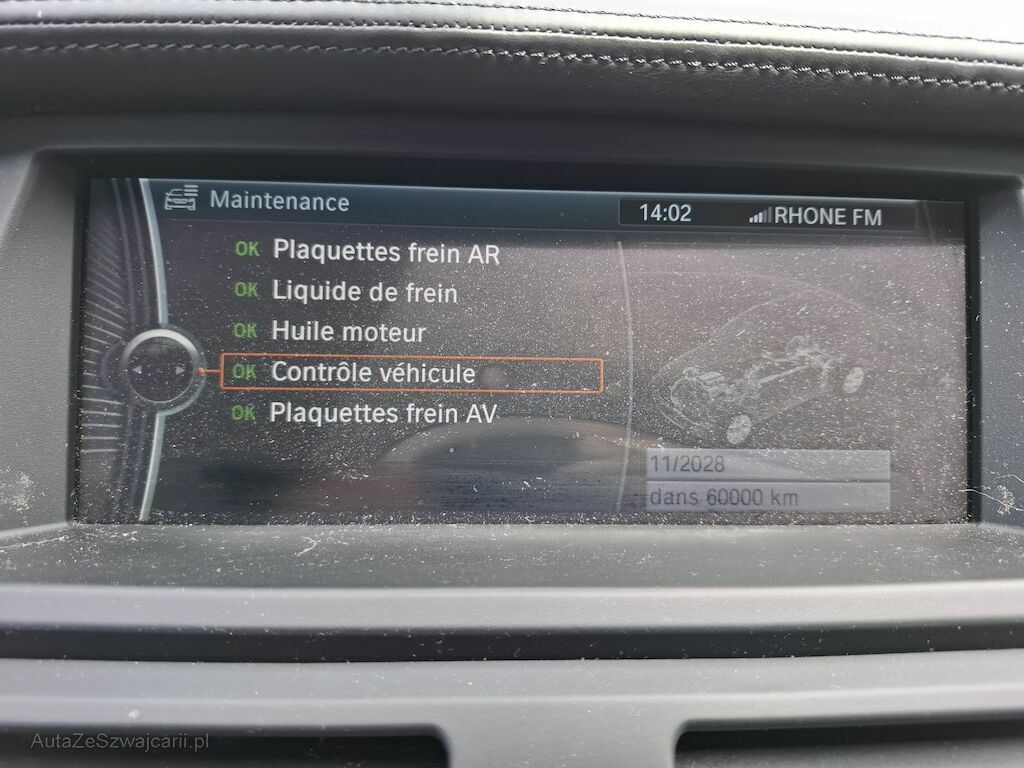 Maintenance
14:02 RHONE FM
OK Plaquettes frein AR
OK Liquide de frein
OK Huile moteur
OK Contrôle véhicule
OK Plaquettes frein AV
11/2028
dans 60000 km
AutaZeSzwajcarii.pl